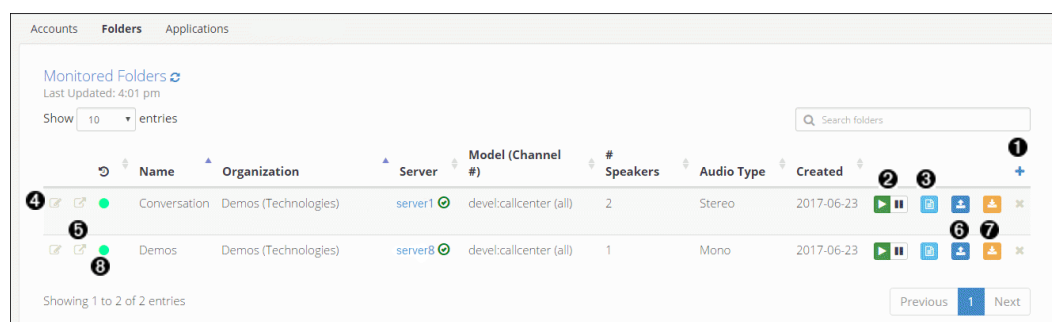 Accounts Folders Applications
Monitored Folders
Last Updated: 4:01 pm
Show 10 entries
Search folders
1
Name Organization Server Model (Channel #) # Speakers Audio Type Created +
2 3
4 Conversation Demos (Technologies) server1 devel:callcenter (all) 2 Stereo 2017-06-23
5 6 7
Demos Demos (Technologies) server8 devel:callcenter (all) 1 Mono 2017-06-23
8
Showing 1 to 2 of 2 entries
Previous 1 Next